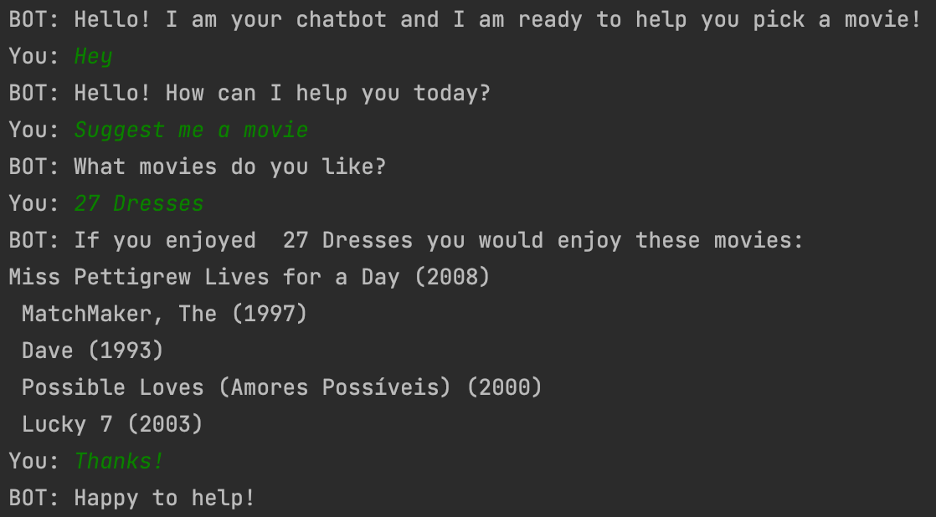 BOT: Hello! I am your chatbot and I am ready to help you pick a movie!
You: Hey
BOT: Hello! How can I help you today?
You: Suggest me a movie
BOT: What movies do you like?
You: 27 Dresses
BOT: If you enjoyed  27 Dresses you would enjoy these movies:
Miss Pettigrew Lives for a Day (2008)
 MatchMaker, The (1997)
 Dave (1993)
 Possible Loves (Amores Possíveis) (2000)
 Lucky 7 (2003)
You: Thanks!
BOT: Happy to help!